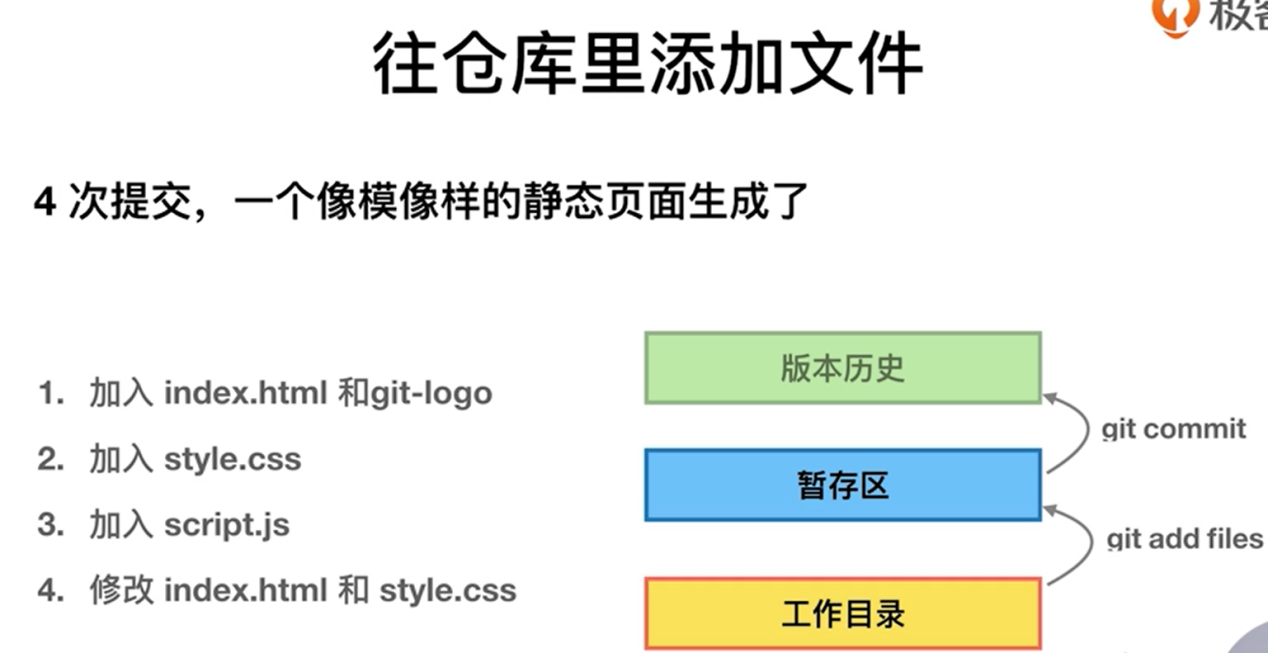 极客
往仓库里添加文件
4 次提交，一个像模像样的静态页面生成了
1. 加入 index.html 和git-logo
2. 加入 style.css
3. 加入 script.js
4. 修改 index.html 和 style.css
版本历史
git commit
暂存区
git add files
工作目录